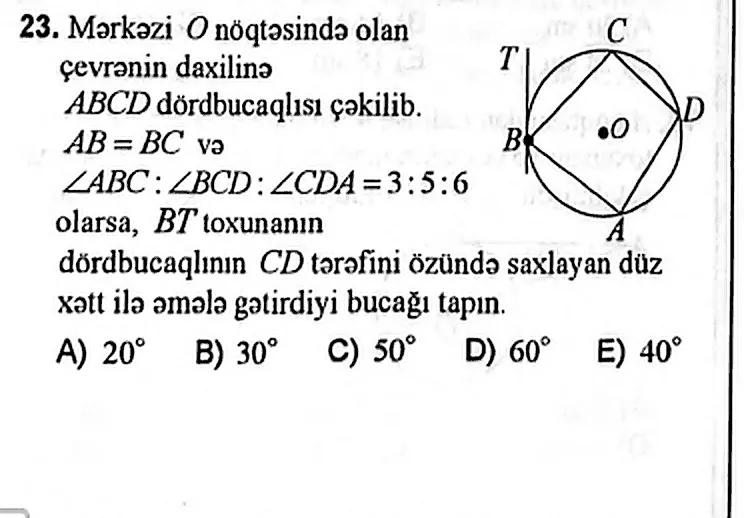 23. Mərkəzi O nöqtəsində olan
çevrənin daxilinə
ABCD dördbucaqlısı çəkilib.
AB = BC və
∠ABC : ∠BCD : ∠CDA = 3 : 5 : 6
olarsa, BT toxunanın
dördbucaqlının CD tərəfini özündə saxlayan düz
xətt ilə əmələ gətirdiyi bucağı tapın.
A) 20° B) 30° C) 50° D) 60° E) 40°
C
T
D
B
O
A